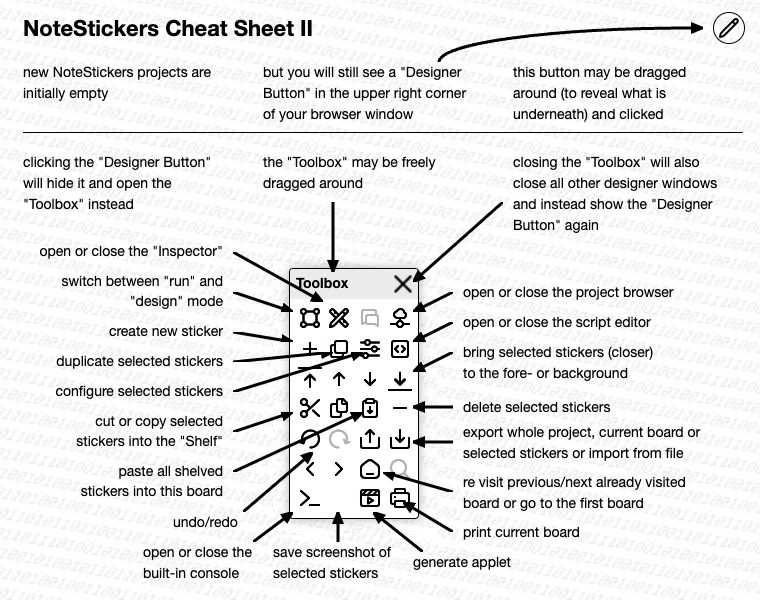 NoteStickers Cheat Sheet II
new NoteStickers projects are
initially empty
but you will still see a "Designer
Button" in the upper right corner
of your browser window
this button may be dragged
around (to reveal what is
underneath) and clicked
clicking the "Designer Button"
will hide it and open the
"Toolbox" instead
the "Toolbox" may be freely
dragged around
closing the "Toolbox" will also
close all other designer windows
and instead show the "Designer
Button" again
open or close the "Inspector"
switch between "run" and
"design" mode
create new sticker
duplicate selected stickers
configure selected stickers
cut or copy selected
stickers into the "Shelf"
paste all shelved
stickers into this board
undo/redo
open or close the
built-in console
Toolbox
save screenshot of
selected stickers
open or close the project browser
open or close the script editor
bring selected stickers (closer)
to the fore- or background
delete selected stickers
export whole project, current board or
selected stickers or import from file
re visit previous/next already visited
board or go to the first board
print current board
generate applet